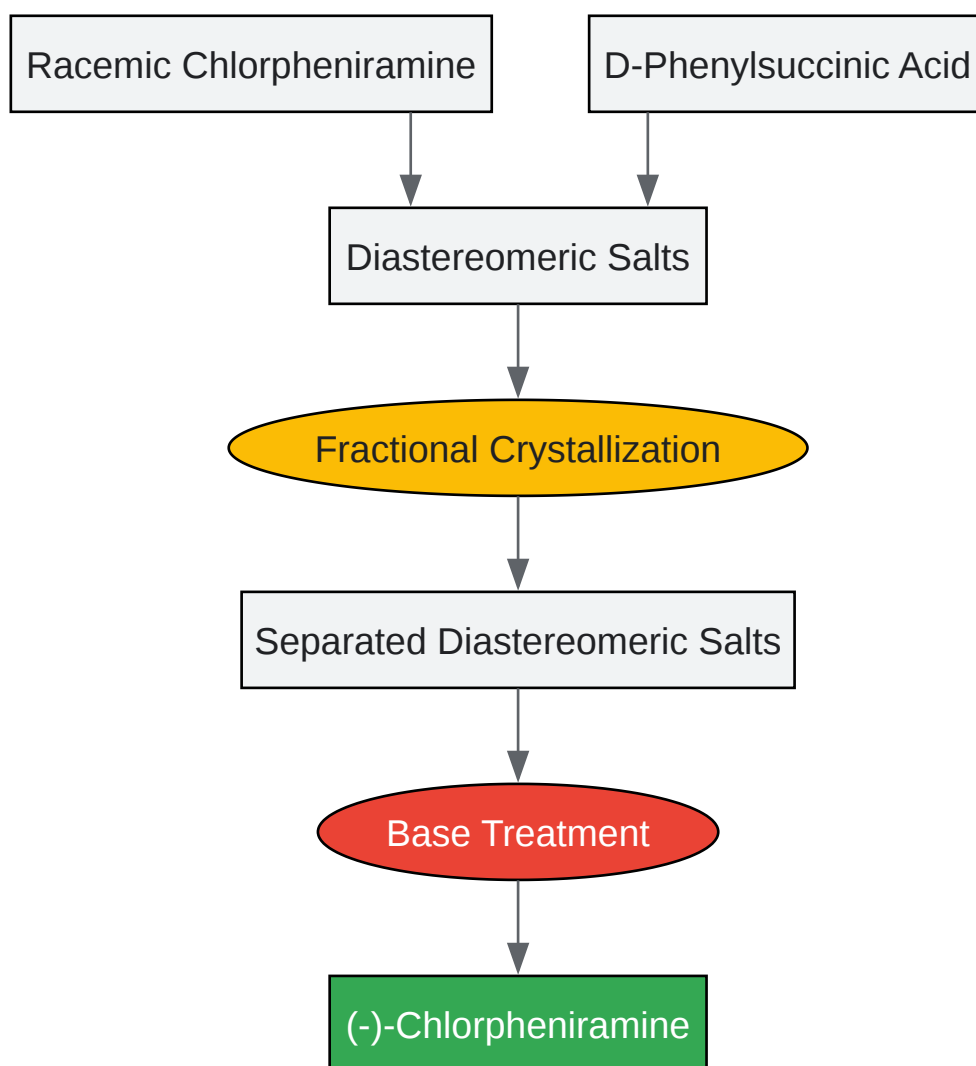 Racemic Chlorpheniramine
D-Phenylsuccinic Acid
Diastereomeric Salts
Fractional Crystallization
Separated Diastereomeric Salts
Base Treatment
(-)-Chlorpheniramine